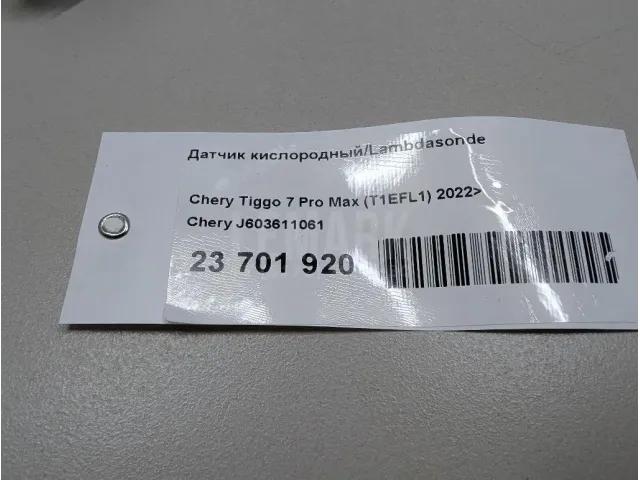 Датчик кислородный/Lambdasonde
Chery Tiggo 7 Pro Max (T1EFL1) 2022>
Chery J603611061
23 701 920